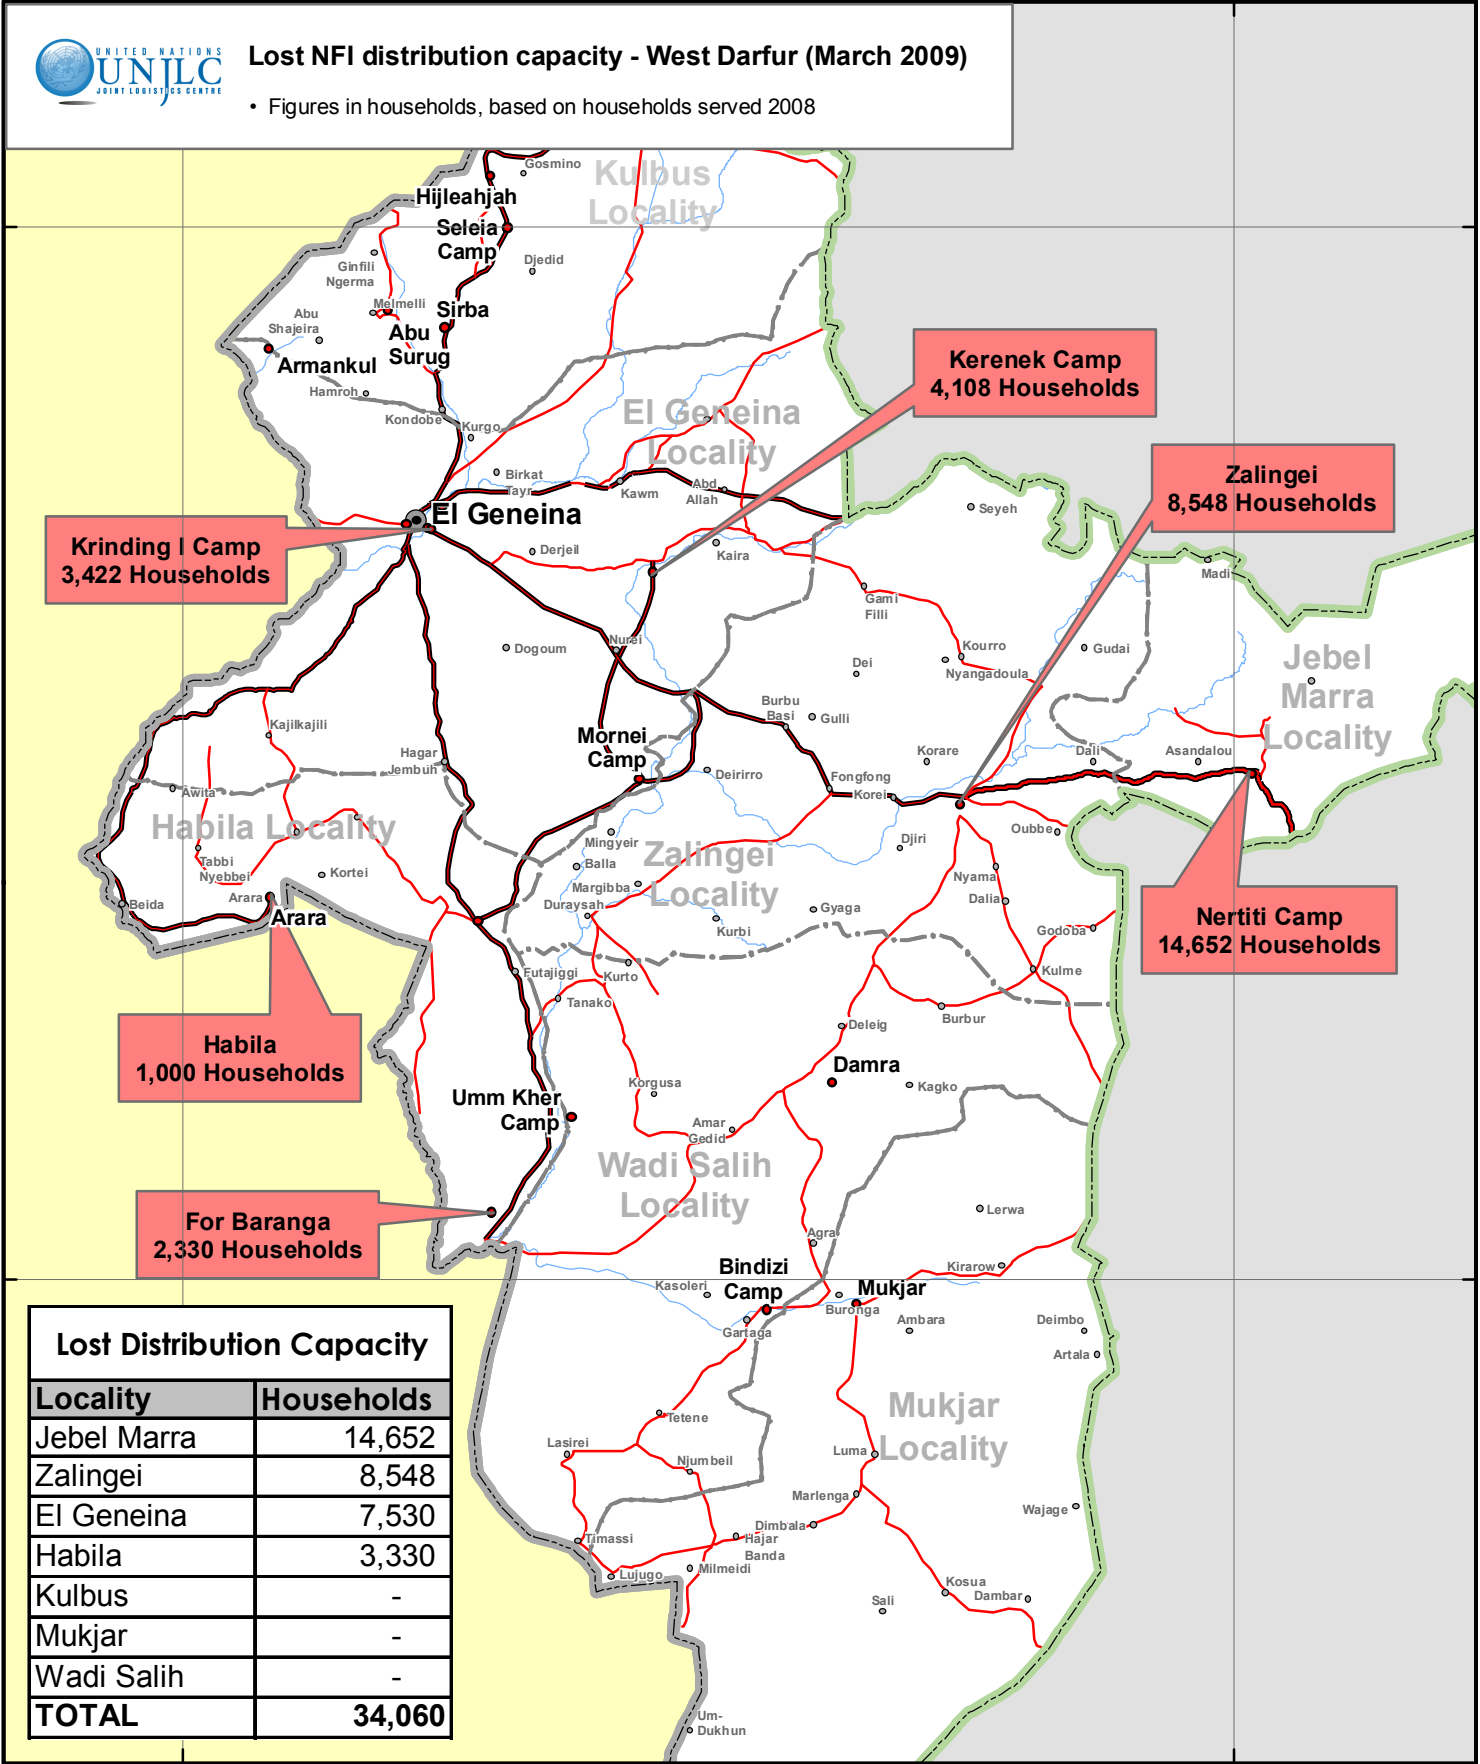 UNITED NATIONS
UNJLC
JOINT LOGISTICS CENTRE
Lost NFI distribution capacity - West Darfur (March 2009)
• Figures in households, based on households served 2008
Gosmino
Kulbus
Locality
Hijleahjah
Seleia
Camp
Djedid
Ginfili
Ngerma
Melmelli
Sirba
Abu
Shajeira
Abu
Surug
Armankul
Hamroh
Kondobe
Kurgo
Kerenek Camp
4,108 Households
El Geneina
Locality
Birkat
Tayr
Kawm
Abd
Allah
Zalingei
8,548 Households
Seyeh
El Geneina
Krinding I Camp
3,422 Households
Derjeil
Kaira
Madi
Gami
Filli
Nurei
Dogoum
Dei
Kourro
Nyangadoula
Gudai
Jebel
Marra
Locality
Burbu
Basi
Gulli
Kajilkajili
Hagar
Jembuh
Mornei
Camp
Deirirro
Korare
Dali
Asandalou
Fongfong
Korei
Awita
Habila Locality
Mingyeir
Djiri
Oubbe
Zalingei
Locality
Tabbi
Nyebbei
Kortei
Balla
Margibba
Nyama
Beida
Arara
Arara
Duraysah
Gyaga
Dalia
Kurbi
Godoba
Nertiti Camp
14,652 Households
Futajiggi
Kurto
Kulme
Tanako
Burbur
Deleig
Habila
1,000 Households
Damra
Kagko
Korgusa
Umm Kher
Camp
Amar
Gedid
Wadi Salih
Locality
For Baranga
2,330 Households
Lerwa
Agra
Kirarow
Bindizi
Camp
Kasoleri
Mukjar
Buronga
Gartaga
Ambara
Deimbo
Artala
Mukjar
Locality
Tetene
Lasirei
Njumbeil
Luma
Marlenga
Wajage
Dimbala
Hajar
Banda
Timassi
Lujugo
Milmeidi
Kosua
Dambar
Sali
Um-
Dukhun
Lost Distribution Capacity
Locality Households
Jebel Marra 14,652
Zalingei 8,548
El Geneina 7,530
Habila 3,330
Kulbus -
Mukjar -
Wadi Salih -
TOTAL 34,060